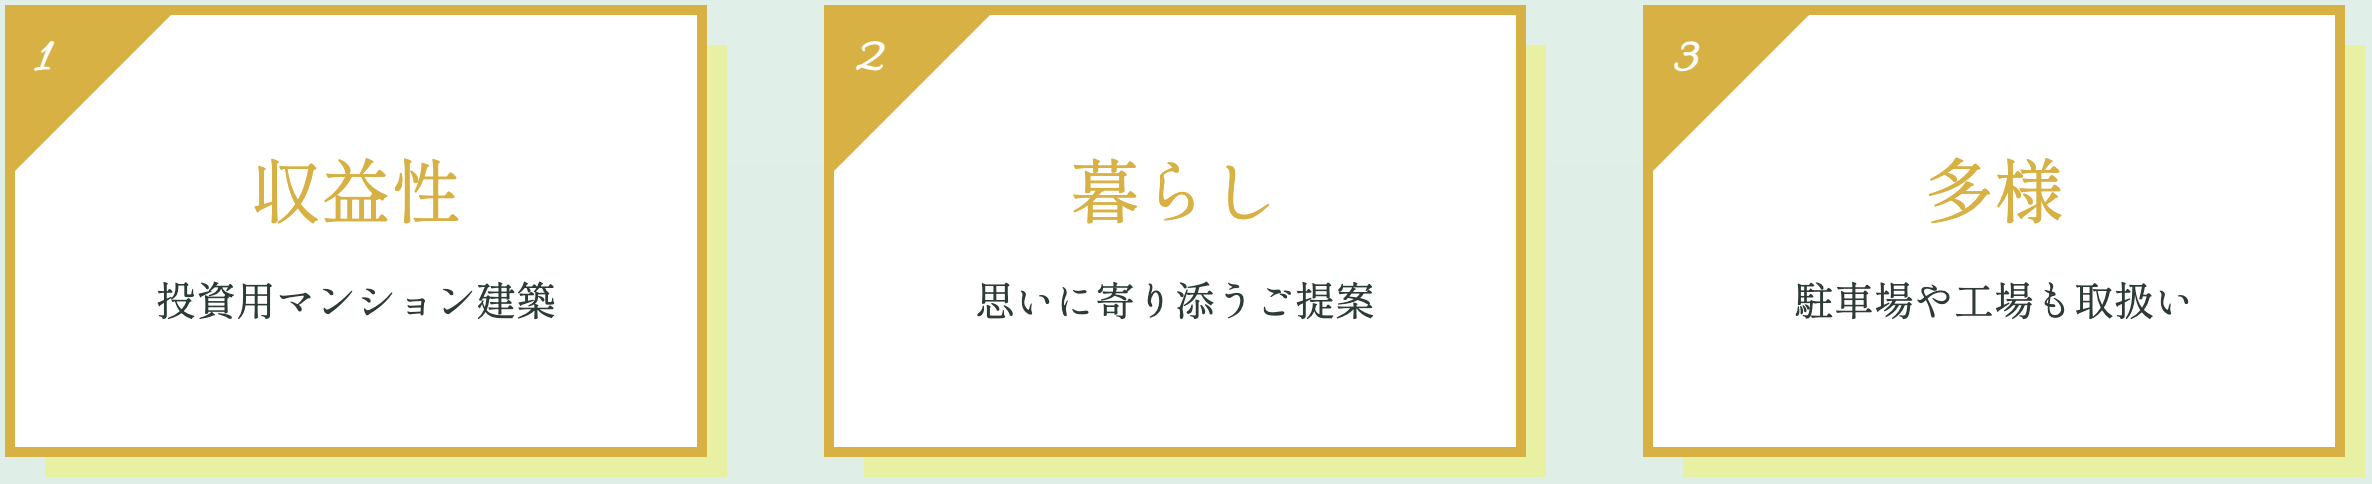 1
収益性
投資用マンション建築
2
暮らし
思いに寄り添うご提案
3
多様
駐車場や工場も取扱い